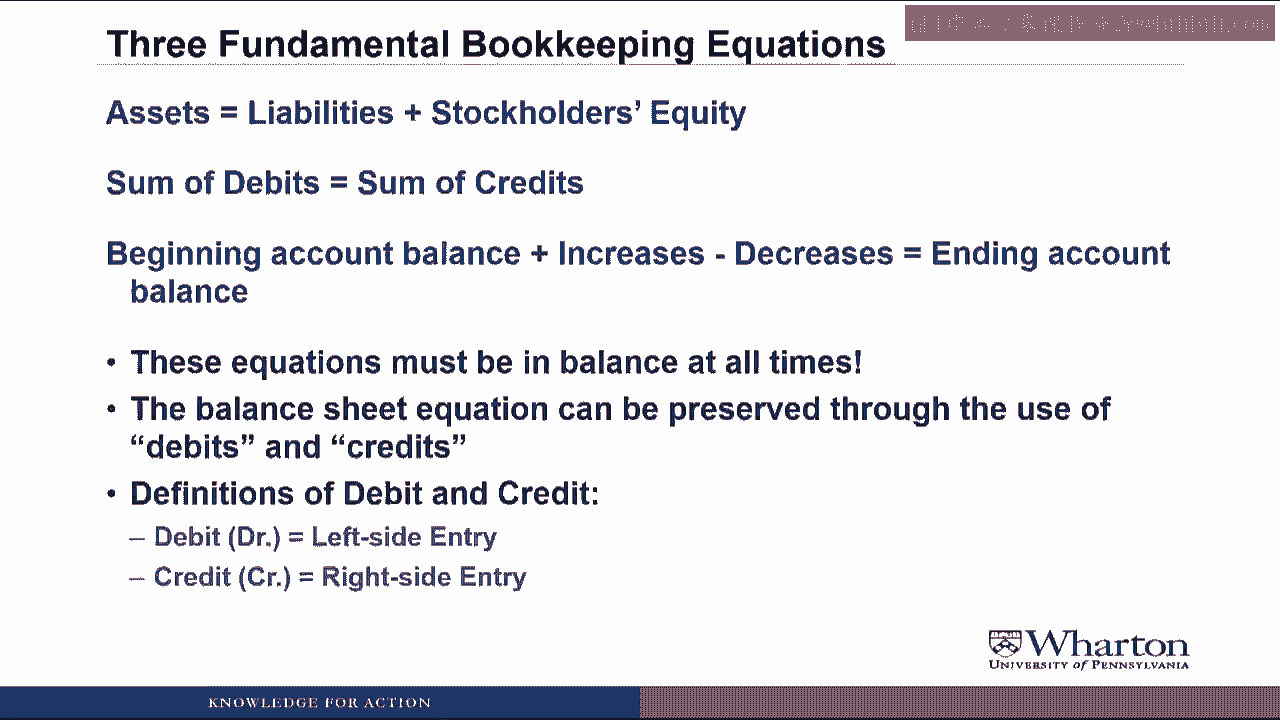 Three Fundamental Bookkeeping Equations
Assets = Liabilities + Stockholders’ Equity
Sum of Debits = Sum of Credits
Beginning account balance + Increases - Decreases = Ending account
balance
• These equations must be in balance at all times!
• The balance sheet equation can be preserved through the use of
“debits” and “credits”
• Definitions of Debit and Credit:
– Debit (Dr.) = Left-side Entry
– Credit (Cr.) = Right-side Entry
Wharton
UNIVERSITY of PENNSYLVANIA
KNOWLEDGE FOR ACTION